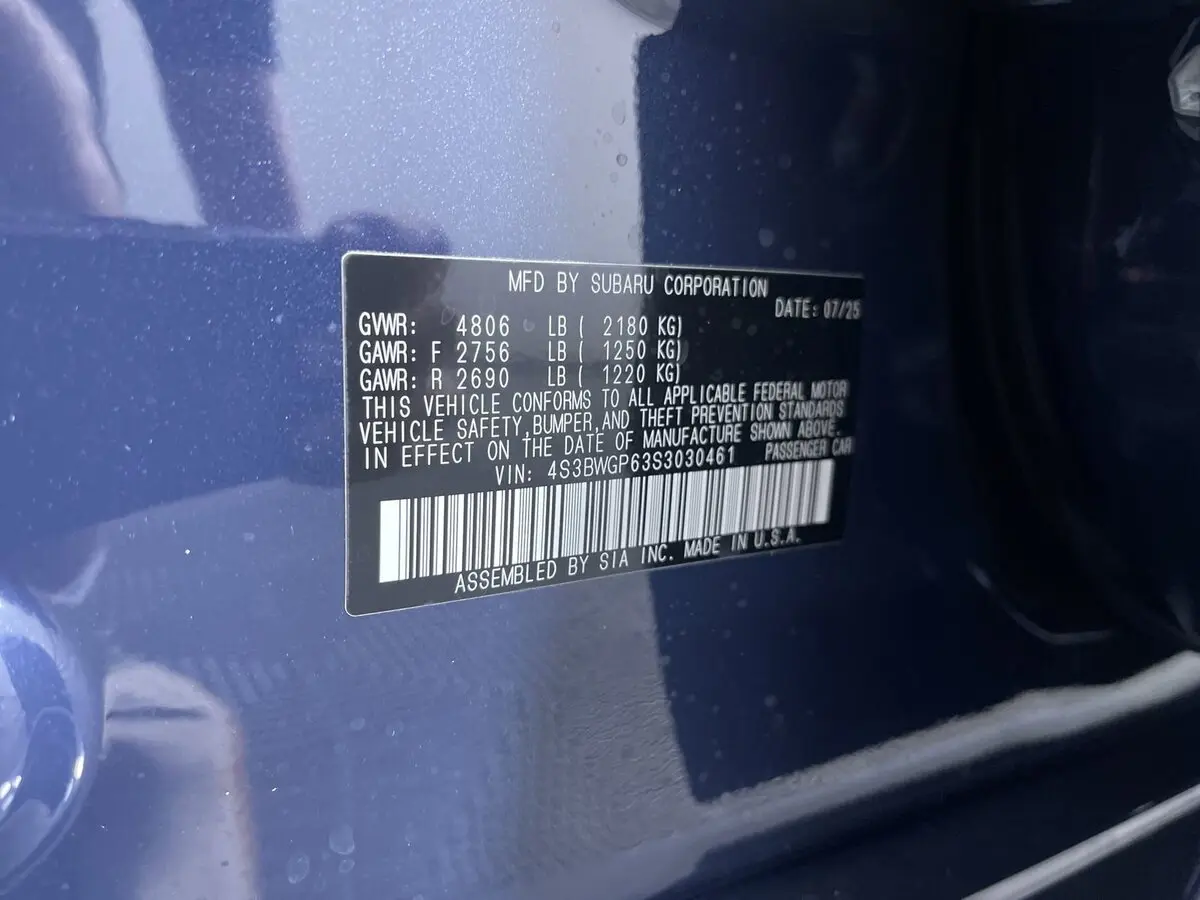 MFD BY SUBARU CORPORATION
DATE: 07/25
GVWR: 4806 LB ( 2180 KG)
GAWR: F 2756 LB ( 1250 KG)
GAWR: R 2690 LB ( 1220 KG)
THIS VEHICLE CONFORMS TO ALL APPLICABLE FEDERAL MOTOR
VEHICLE SAFETY,BUMPER,AND THEFT PREVENTION STANDARDS
IN EFFECT ON THE DATE OF MANUFACTURE SHOWN ABOVE.
VIN: 4S3BWGP63S3030461 PASSENGER CAR
ASSEMBLED BY SIA INC. MADE IN U.S.A.